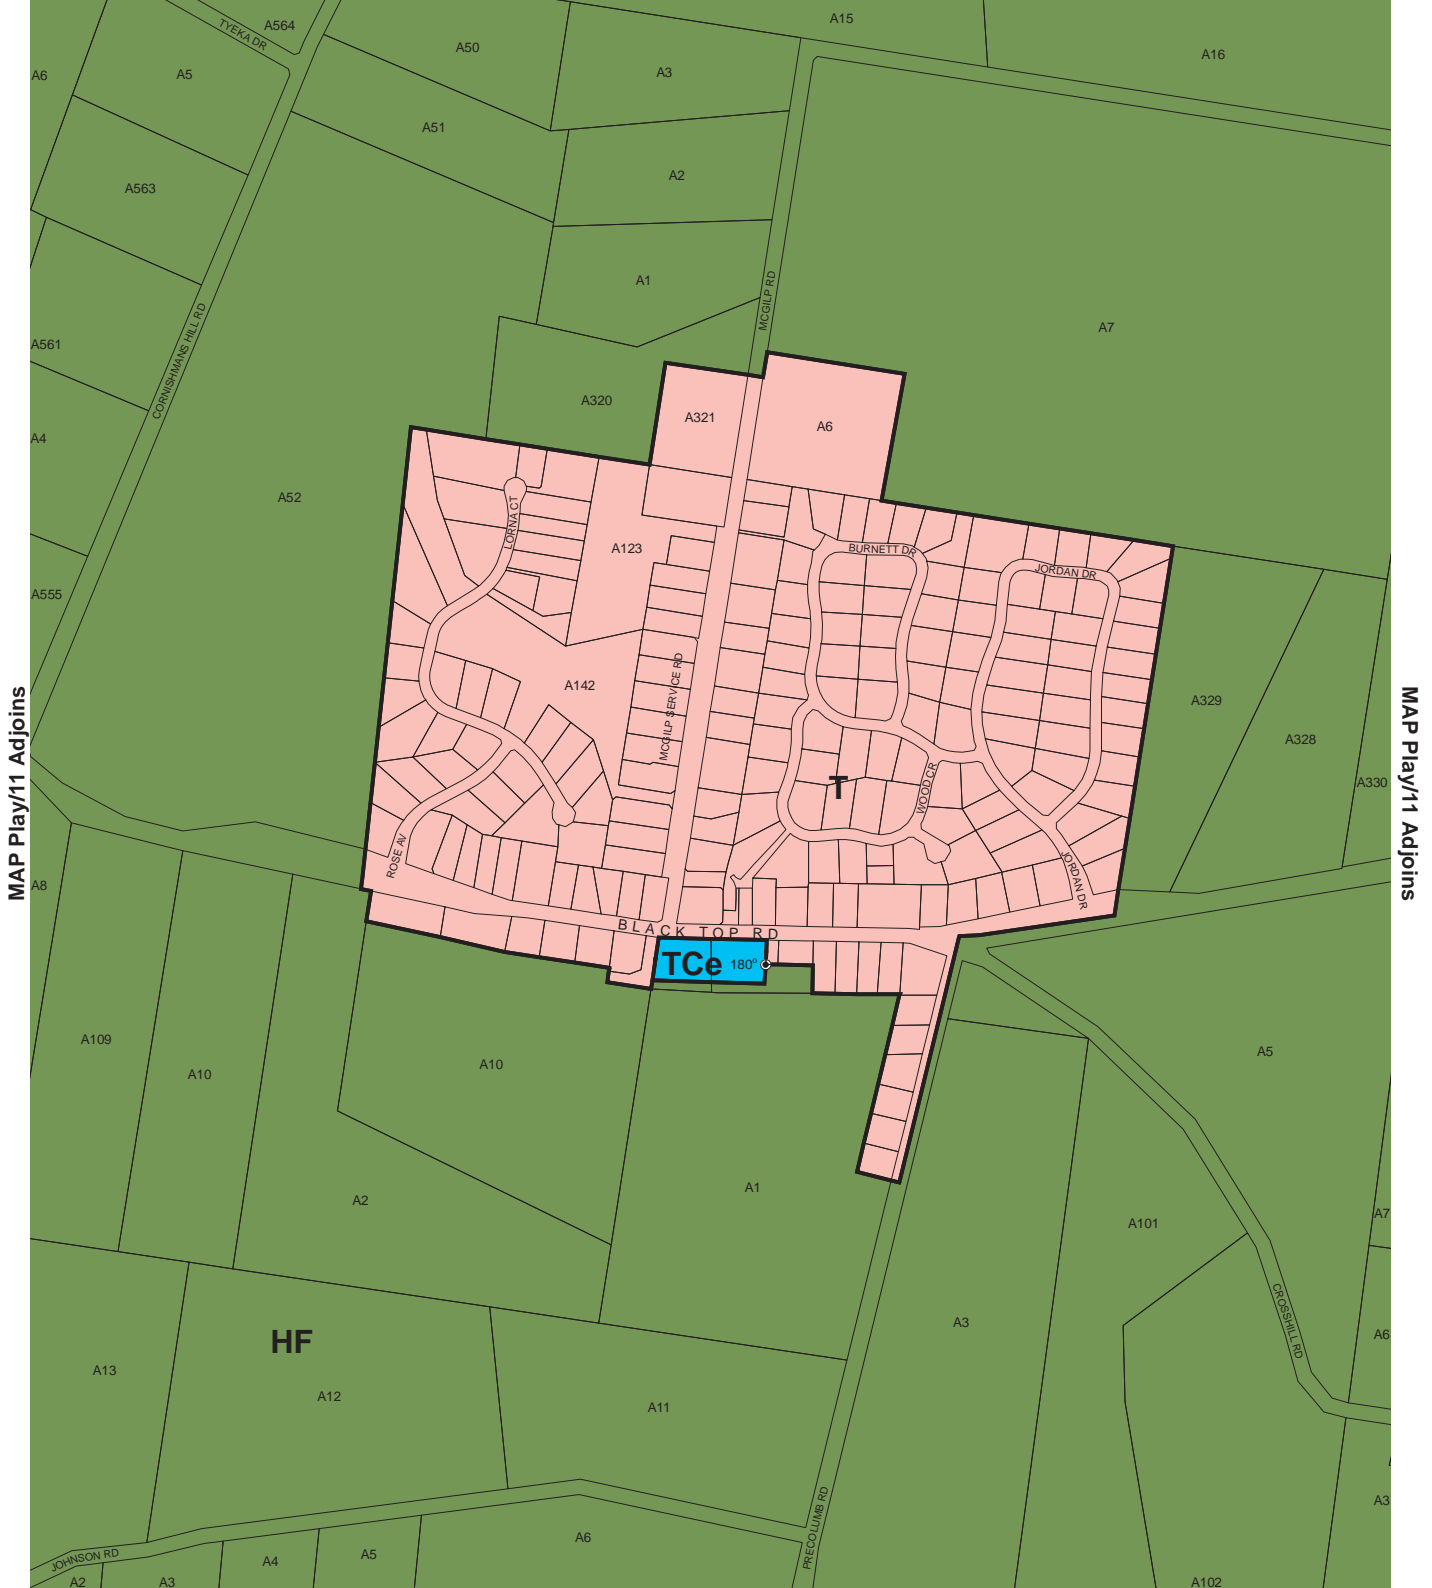 A564
A15
TYEKA DR
A50
A16
A6
A5
A3
A51
A2
A563
A1
MCGILP RD
A7
CORNISHMANS HILL RD
A561
A320
A321
A6
A4
A52
LORNA CT
A123
BURNETT DR
JORDAN DR
A555
A142
MCGILP SERVICE RD
A329
A328
A330
MAP Play/11 Adjoins
MAP Play/11 Adjoins
T
WOOD CR
ROSE AV
JORDAN DR
A8
BLACK TOP RD
TCe
180°
A109
A10
A10
A5
A2
A1
A101
A7
HF
A3
CROSSHILL RD
A6
A13
A12
A11
PRECOLUMB RD
A3
A6
JOHNSON RD
A4
A5
A2
A3
A102